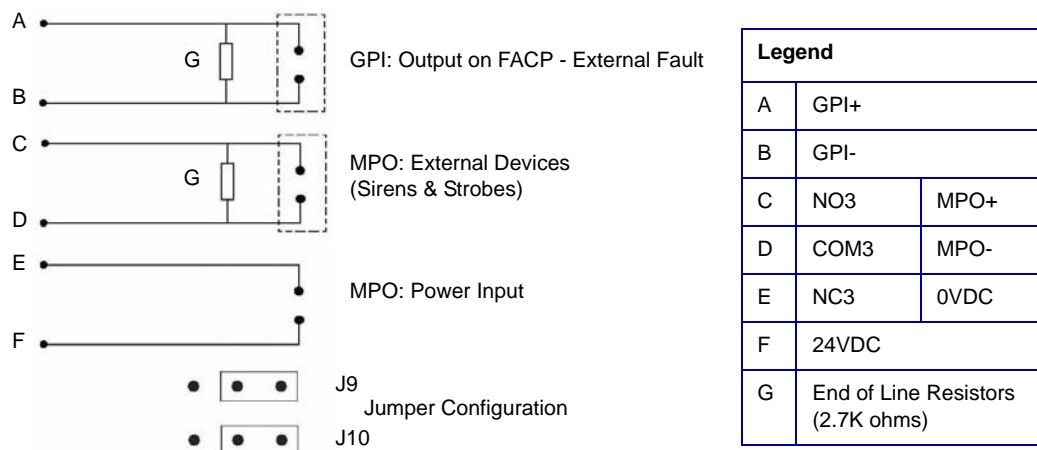 A
G
GPI: Output on FACP - External Fault
B
C
G
MPO: External Devices
(Sirens & Strobes)
D
E
MPO: Power Input
F
J9
Jumper Configuration
J10
Legend
A GPI+
B GPI-
C NO3 MPO+
D COM3 MPO-
E NC3 0VDC
F 24VDC
G End of Line Resistors
(2.7K ohms)